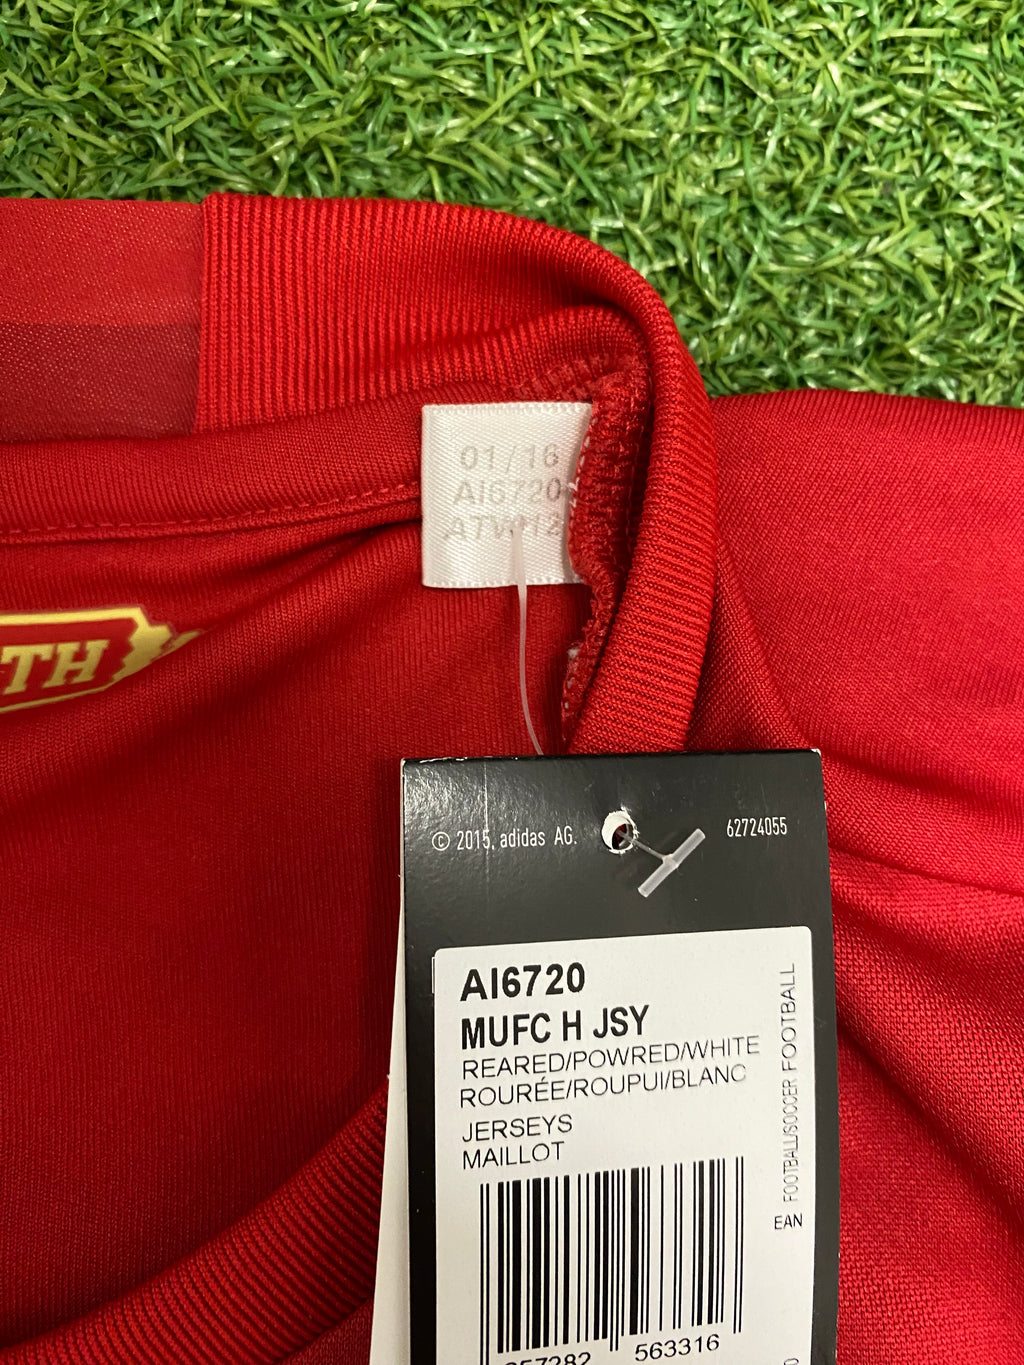 01/16
AI6720
TH
© 2015, adidas AG.
62724055
AI6720
MUFC H JSY
REARED/POWRED/WHITE
ROURÉE/ROUPUI/BLANC
JERSEYS
MAILLOT
FOOTBALL/SOCCER FOOTBALL
EAN
57282 563316